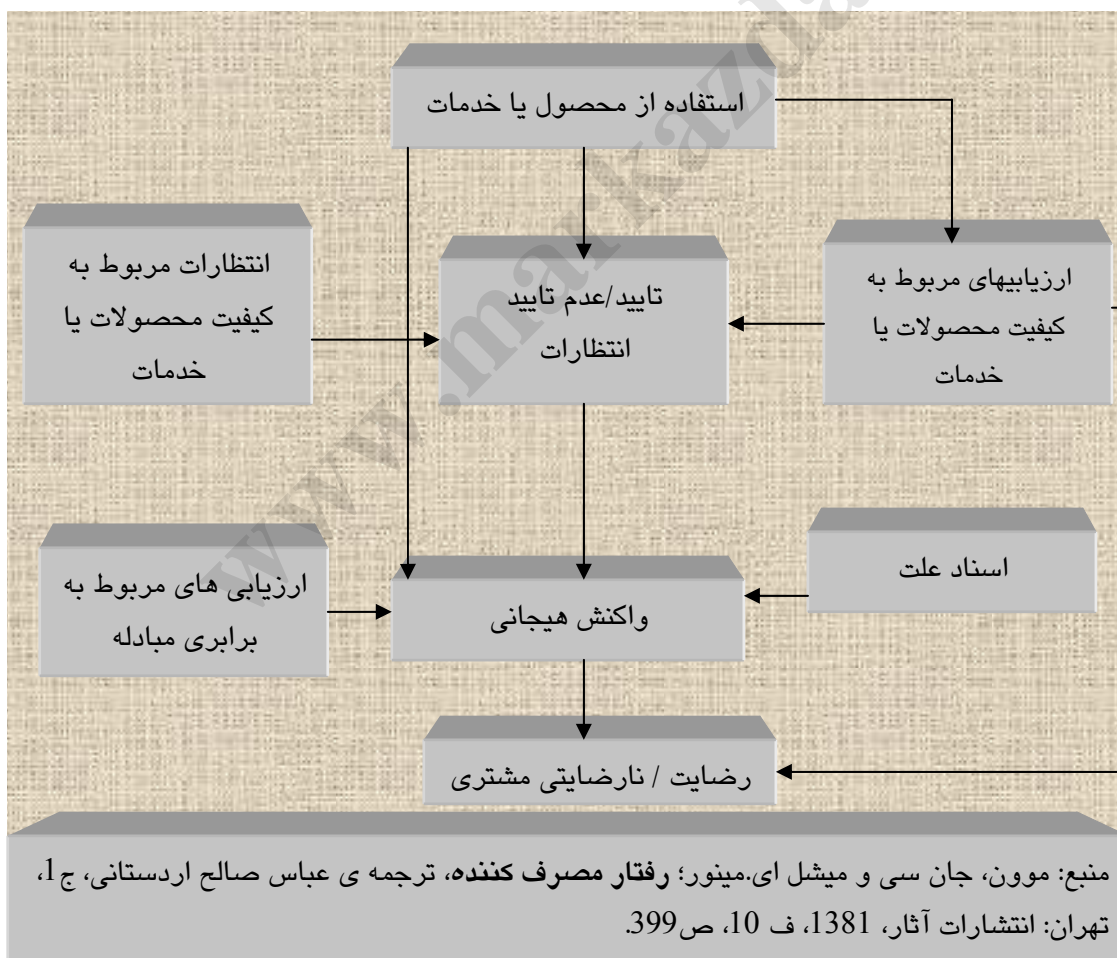 استفاده از محصول یا خدمات
انتظارات مربوط به
کیفیت محصولات یا
خدمات
تایید/عدم تایید
انتظارات
ارزیابیهای مربوط به
کیفیت محصولات یا
خدمات
ارزیابی های مربوط به
برابری مبادله
واکنش هیجانی
اسناد علت
رضایت / نارضایتی مشتری
منبع: موون، جان سی و میشل ای.مینور؛ رفتار مصرف کننده، ترجمه ی عباس صالح اردستانی، ج1،
تهران: انتشارات آثار، 1381، ف 10، ص399.
www.markazda